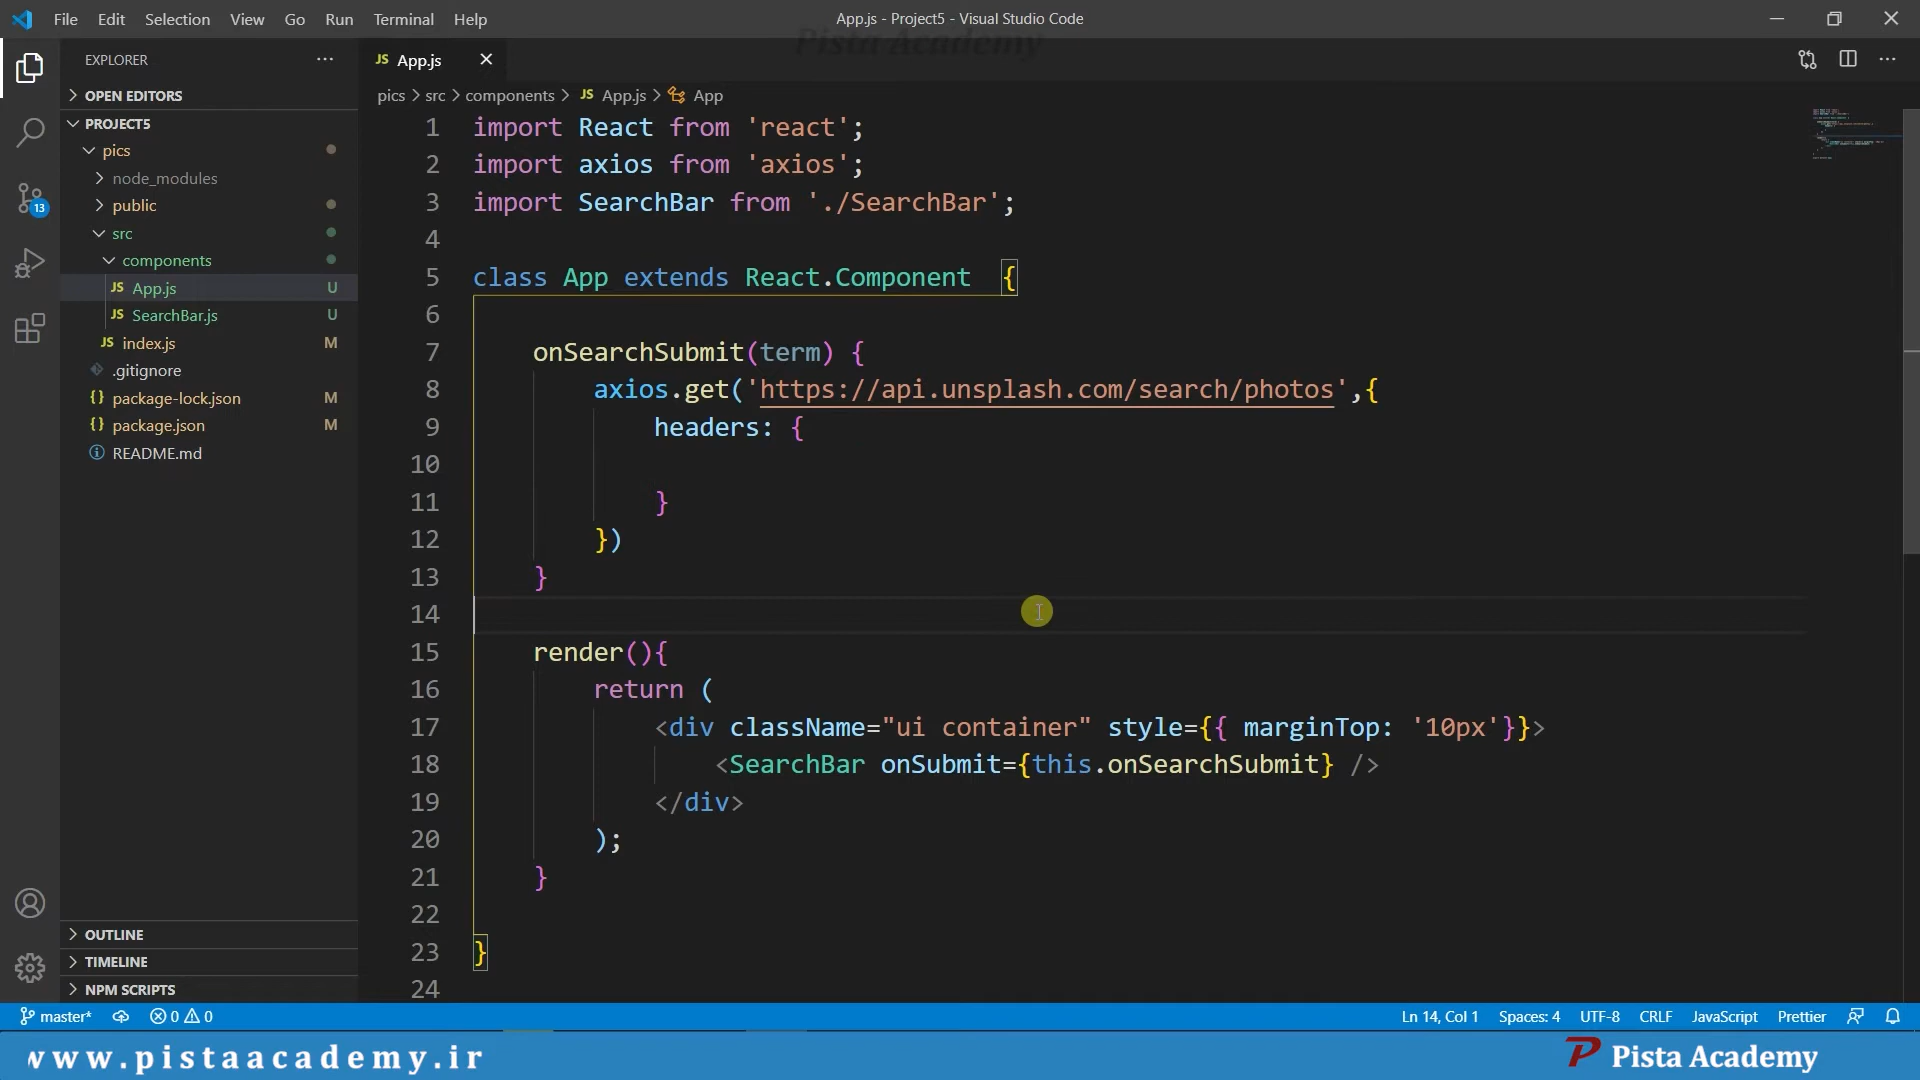 File Edit Selection View Go Run Terminal Help
App.js - Project5 - Visual Studio Code
Pista Academy
EXPLORER
OPEN EDITORS
PROJECT5
pics
node_modules
public
src
components
App.js U
SearchBar.js U
index.js M
.gitignore
package-lock.json M
package.json M
README.md
13
OUTLINE
TIMELINE
NPM SCRIPTS
JS App.js
pics > src > components > JS App.js > App
1 import React from 'react';
2 import axios from 'axios';
3 import SearchBar from './SearchBar';
4
5 class App extends React.Component  {
6
7 onSearchSubmit(term) {
8 axios.get('https://api.unsplash.com/search/photos',{
9 headers: {
10
11 }
12 })
13 }
14
15 render(){
16 return (
17 <div className="ui container" style={{ marginTop: '10px'}}>
18 <SearchBar onSubmit={this.onSearchSubmit} />
19 </div>
20 );
21 }
22
23 }
24
master* 0 0
Ln 14, Col 1 Spaces: 4 UTF-8 CRLF JavaScript Prettier
www.pistaacademy.ir
Pista Academy